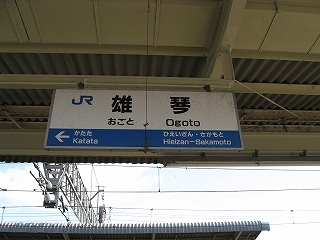 JR 雄琴
おごと Ogoto
← かたた ひえいざん・さかもと
Katata Hieizan-Sakamoto